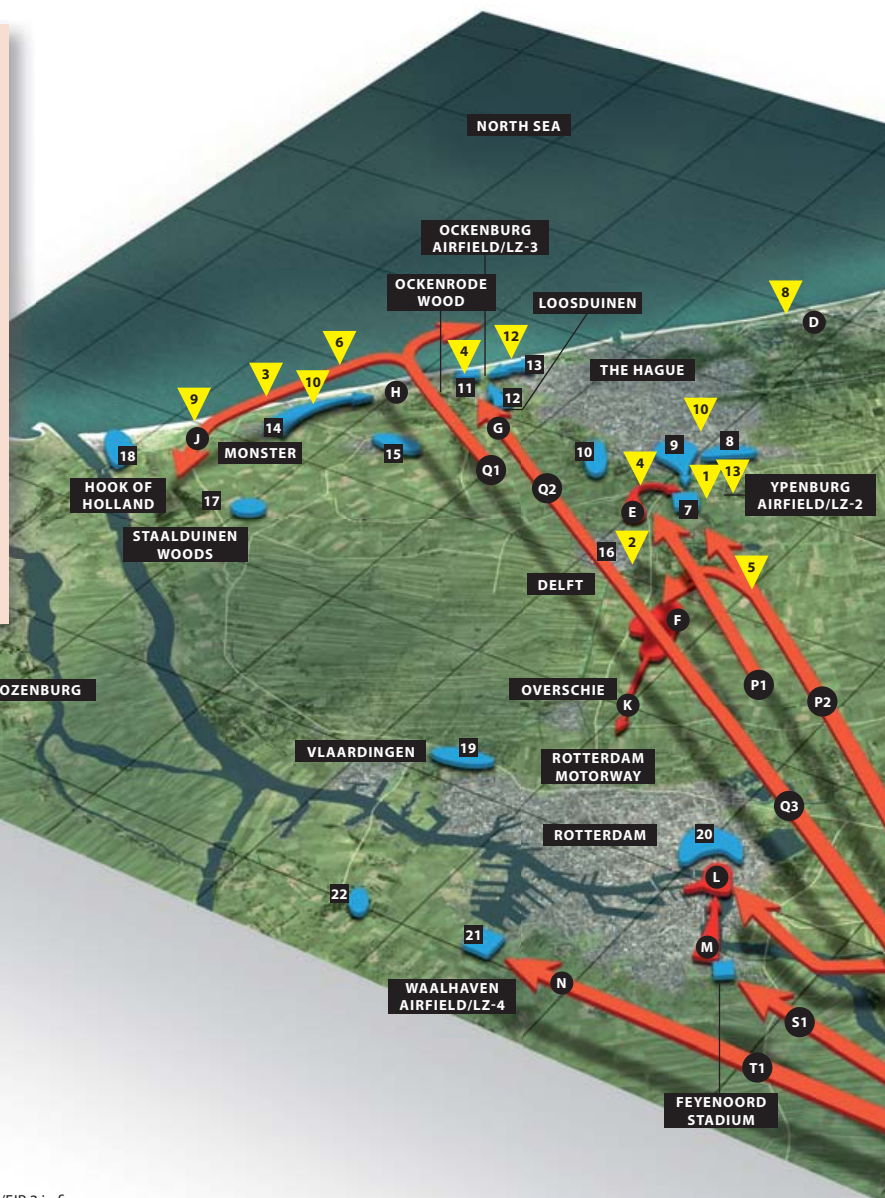 NORTH SEA
OCKENBURG
AIRFIELD/LZ-3
OCKENRODE
WOOD
LOOSDUINEN
8
D
6
4
12
13
THE HAGUE
3
10
11
12
H
9
14
G
10
J
MONSTER
15
Q1
10
9
8
18
4
1
13
HOOK OF
HOLLAND
Q2
YPENBURG
AIRFIELD/LZ-2
17
E
7
STAALDUINEN
WOODS
16
2
DELFT
5
F
OZENBURG
OVERSCHIE
K
P1
P2
VLAARDINGEN
19
ROTTERDAM
MOTORWAY
Q3
ROTTERDAM
20
L
22
21
M
WAALHAVEN
AIRFIELD/LZ-4
N
S1
T1
FEYENOORD
STADIUM